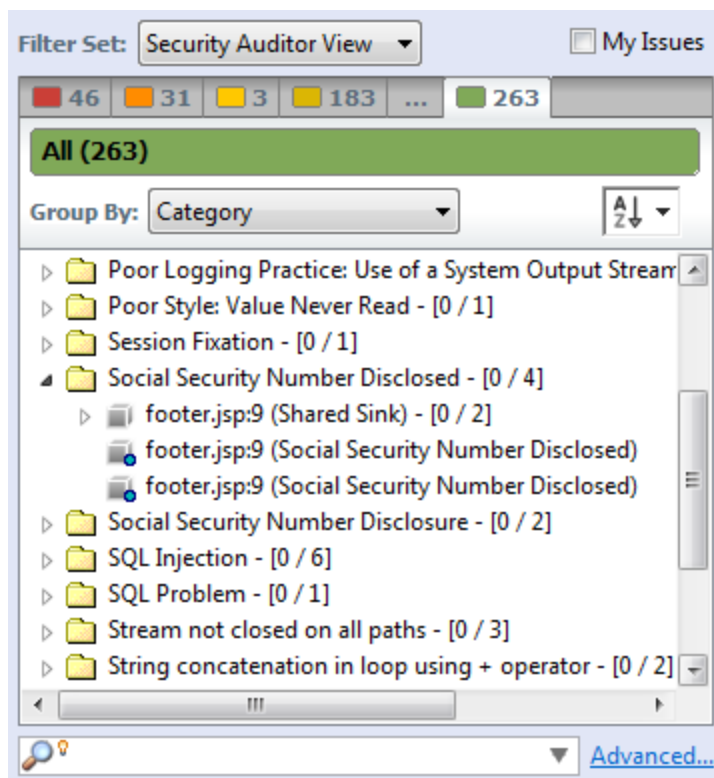 Filter Set: Security Auditor View My Issues
46 31 3 183 ... 263
All (263)
Group By: Category A Z
Poor Logging Practice: Use of a System Output Stream
Poor Style: Value Never Read - [0 / 1]
Session Fixation - [0 / 1]
Social Security Number Disclosed - [0 / 4]
footer.jsp:9 (Shared Sink) - [0 / 2]
footer.jsp:9 (Social Security Number Disclosed)
footer.jsp:9 (Social Security Number Disclosed)
Social Security Number Disclosure - [0 / 2]
SQL Injection - [0 / 6]
SQL Problem - [0 / 1]
Stream not closed on all paths - [0 / 3]
String concatenation in loop using + operator - [0 / 2]
Advanced...